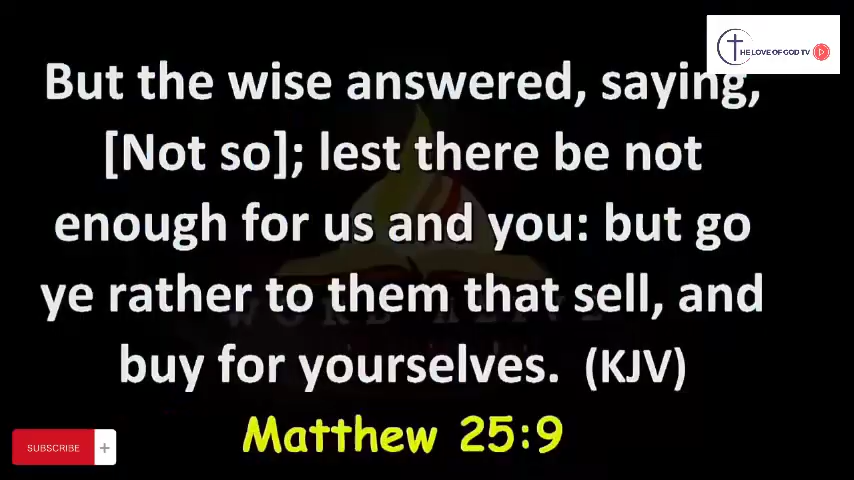 THE LOVE OF GOD TV
But the wise answered, saying,
[Not so]; lest there be not
enough for us and you: but go
ye rather to them that sell, and
buy for yourselves. (KJV)
WORD ALIVE
Matthew 25:9
SUBSCRIBE +